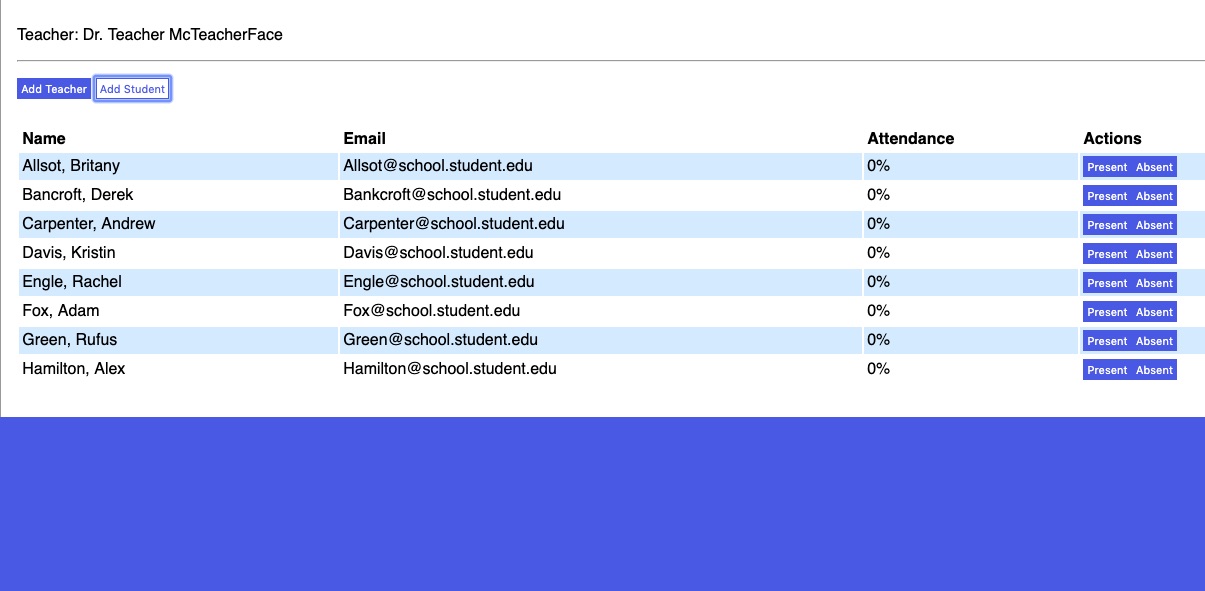 Teacher: Dr. Teacher McTeacherFace
Add Teacher Add Student
Name Email Attendance Actions
Allsot, Britany Allsot@school.student.edu 0% Present Absent
Bancroft, Derek Bankcroft@school.student.edu 0% Present Absent
Carpenter, Andrew Carpenter@school.student.edu 0% Present Absent
Davis, Kristin Davis@school.student.edu 0% Present Absent
Engle, Rachel Engle@school.student.edu 0% Present Absent
Fox, Adam Fox@school.student.edu 0% Present Absent
Green, Rufus Green@school.student.edu 0% Present Absent
Hamilton, Alex Hamilton@school.student.edu 0% Present Absent